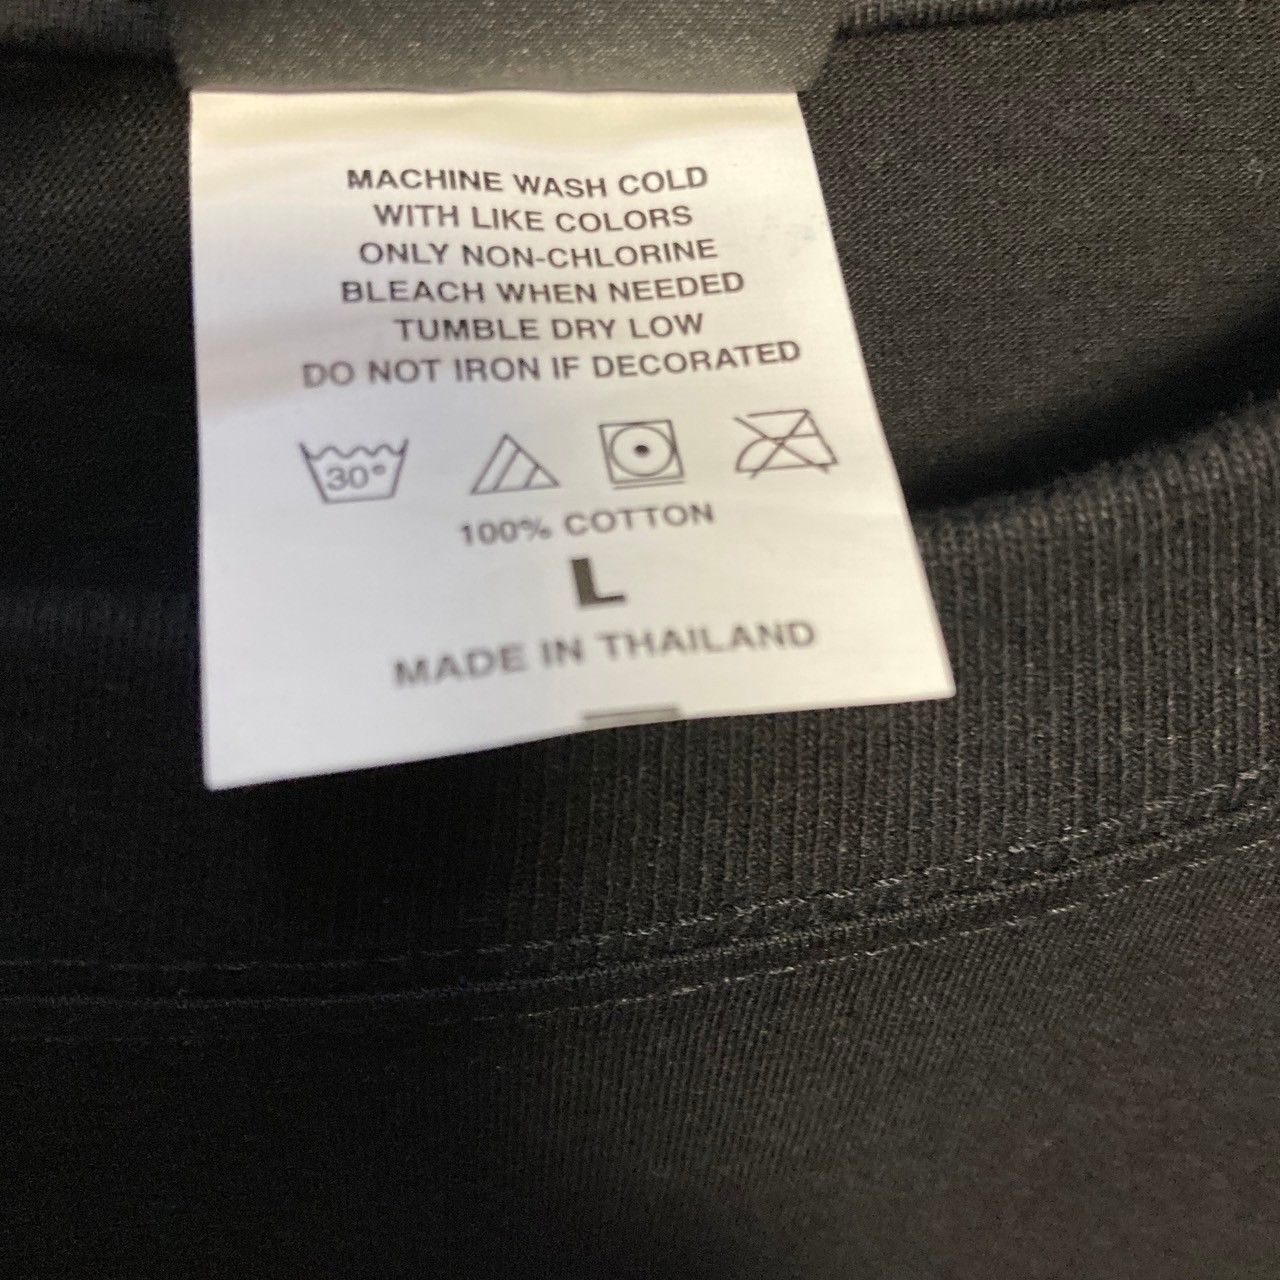 MACHINE WASH COLD
WITH LIKE COLORS
ONLY NON-CHLORINE
BLEACH WHEN NEEDED
TUMBLE DRY LOW
DO NOT IRON IF DECORATED
30°
100% COTTON
L
MADE IN THAILAND